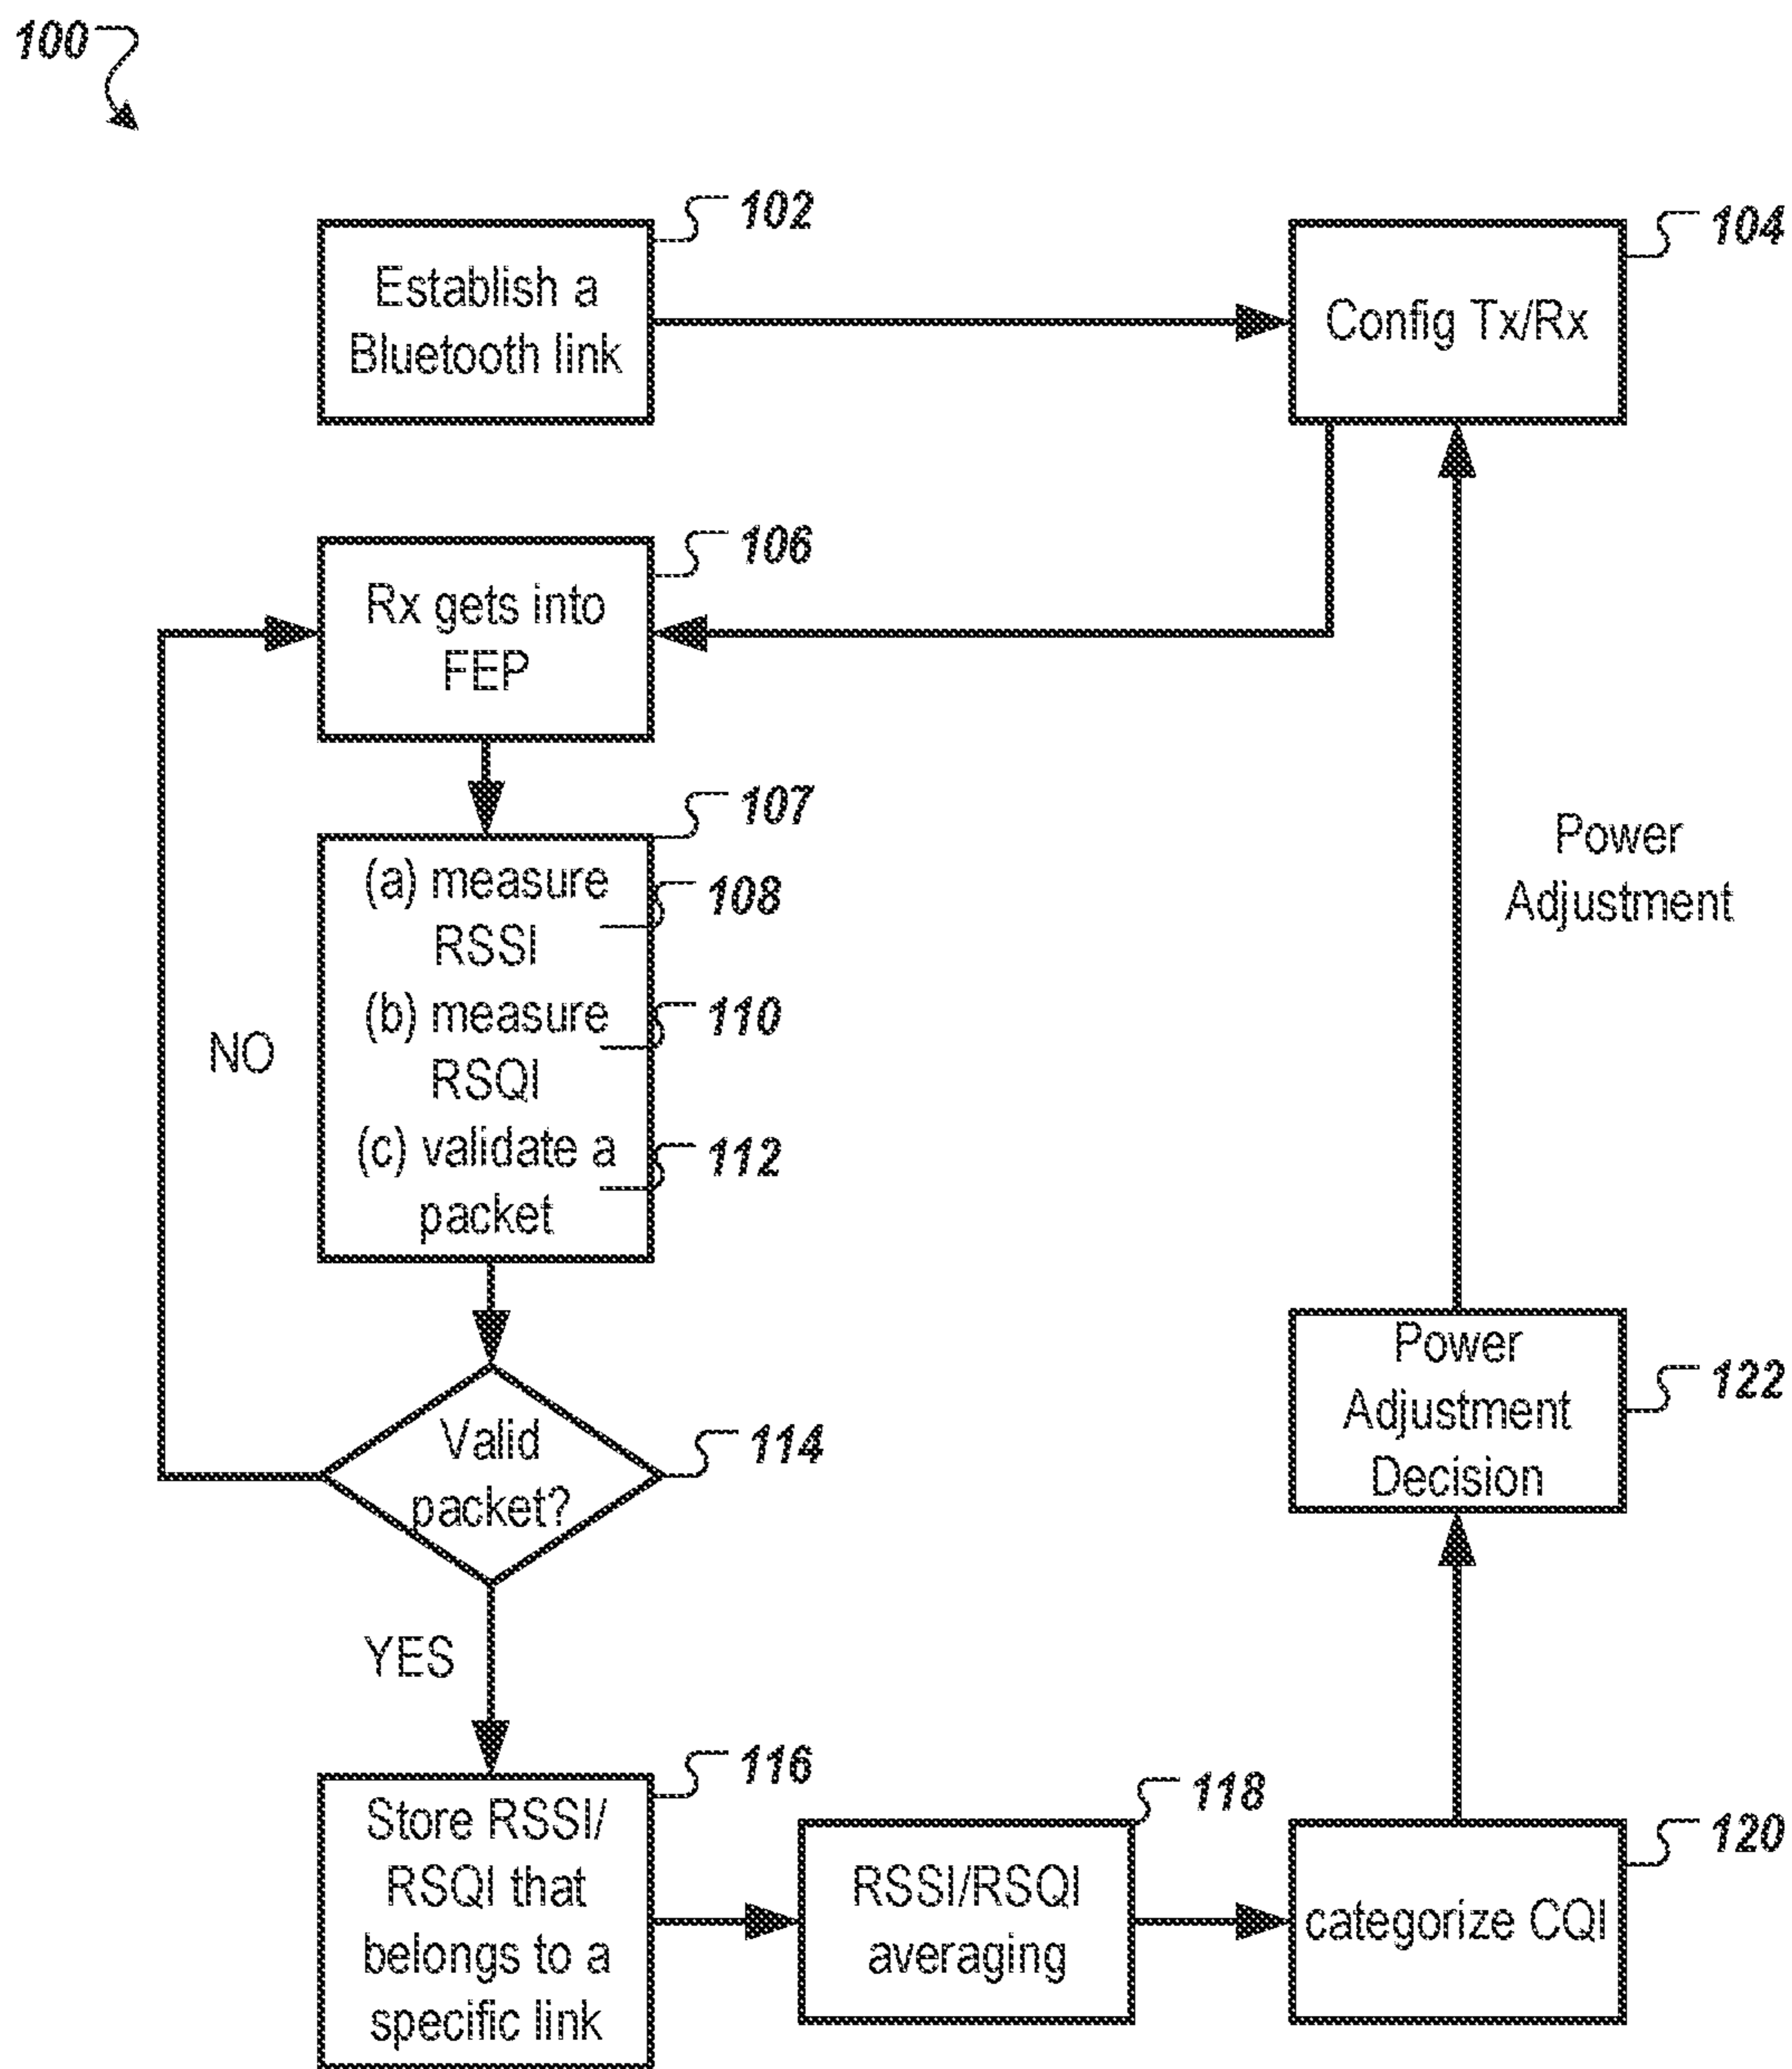 100
102
Establish a
Bluetooth link
104
Config Tx/Rx
106
Rx gets into
FEP
107
(a) measure
RSSI
108
(b) measure
RSQI
110
(c) validate a
packet
112
NO
Valid
packet?
114
YES
116
Store RSSI/
RSQI that
belongs to a
specific link
118
RSSI/RSQI
averaging
120
categorize CQI
122
Power
Adjustment
Decision
Power
Adjustment